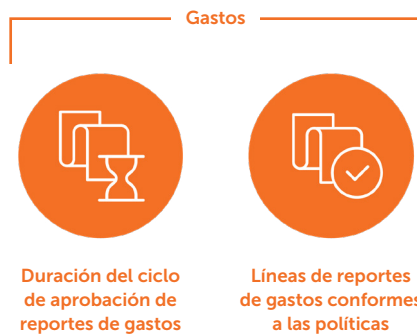 Gastos
Duración del ciclo
de aprobación de
reportes de gastos
Líneas de reportes
de gastos conformes
a las políticas